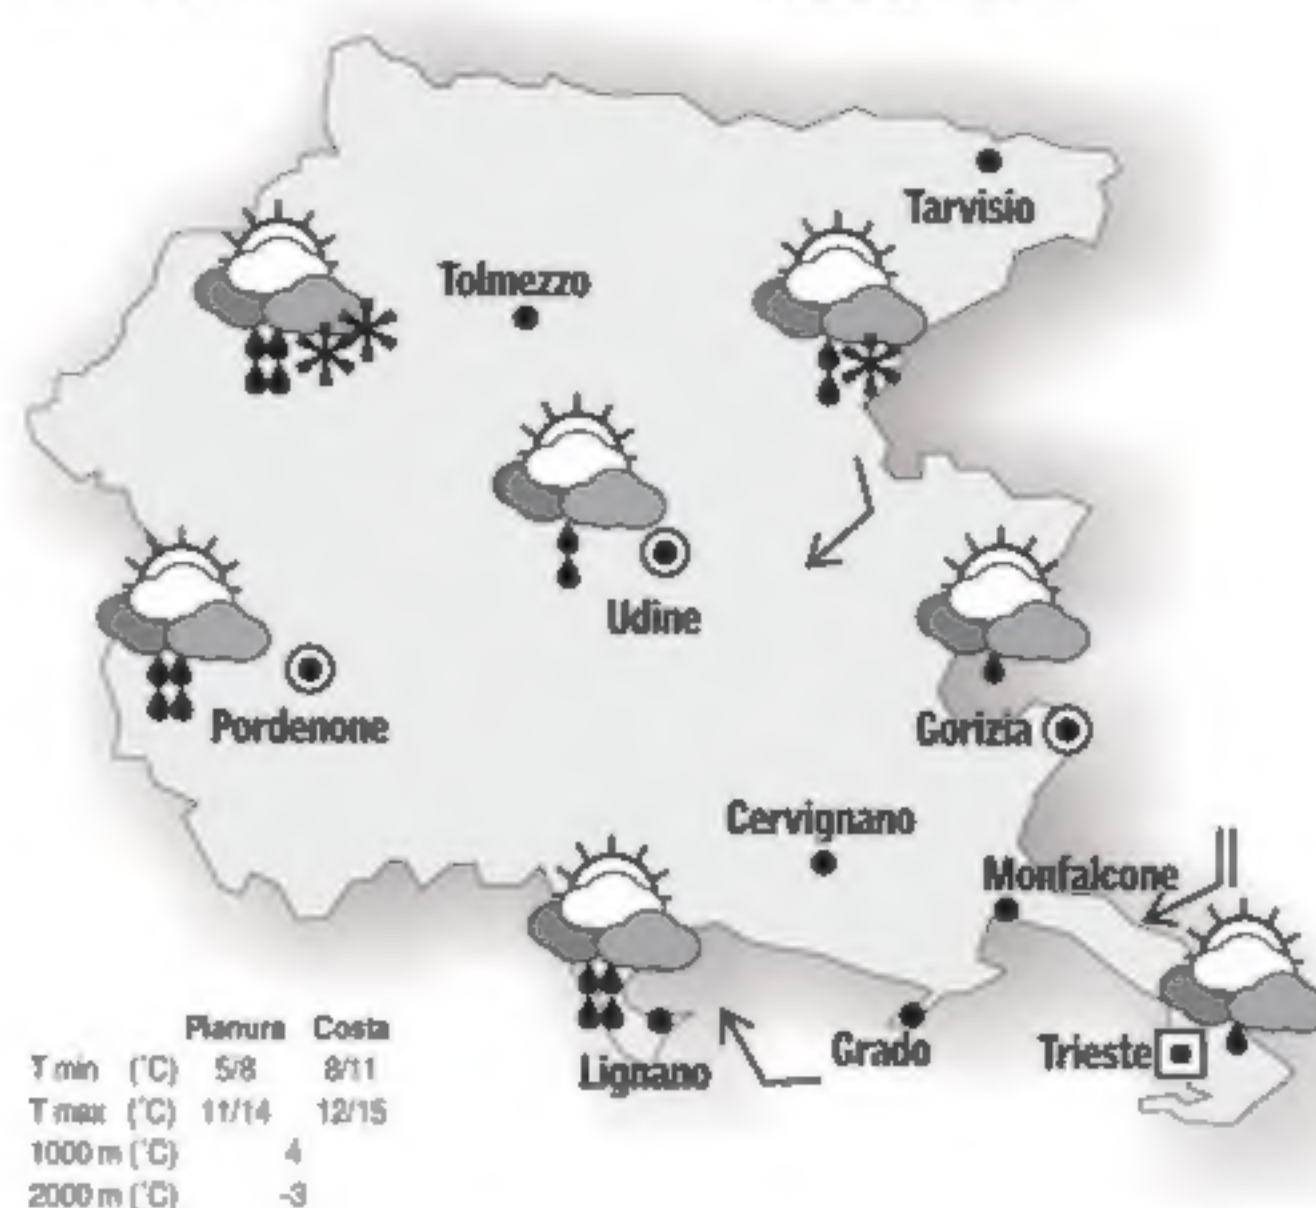 Tarvisio
Tolmezzo
Udine
Pordenone
Gorizia
Cervignano
Monfalcone
Grado
Trieste
Lignano
Pianura Costa
T min (°C) 5/8 8/11
T max (°C) 11/14 12/15
1000 m (°C) 4
2000 m (°C) -3